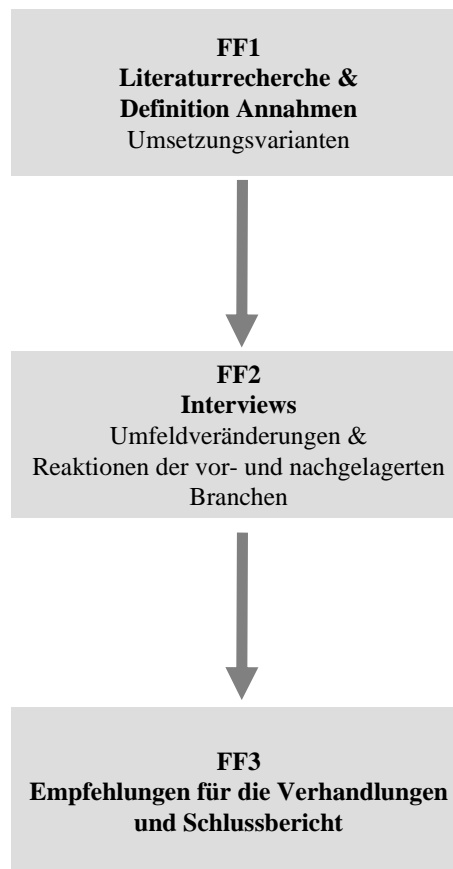 FF1
Literaturrecherche &
Definition Annahmen
Umsetzungsvarianten
FF2
Interviews
Umfeldveränderungen &
Reaktionen der vor- und nachgelagerten
Branchen
FF3
Empfehlungen für die Verhandlungen
und Schlussbericht